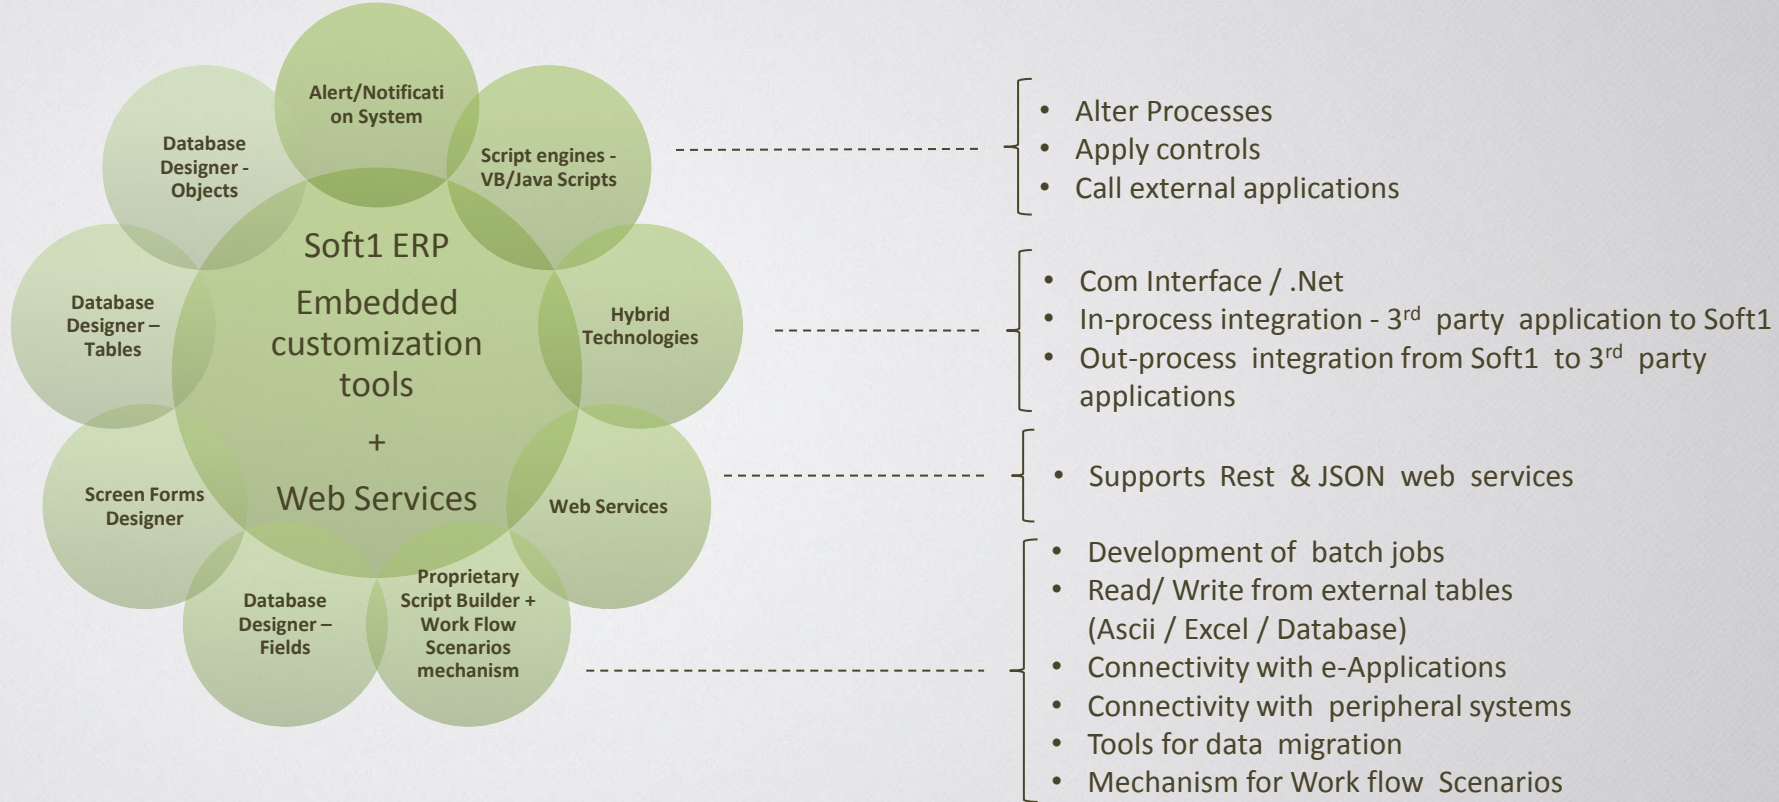 Alert/Notificati
on System
Script engines -
VB/Java Scripts
Hybrid
Technologies
Web Services
Proprietary
Script Builder +
Work Flow
Scenarios
mechanism
Database
Designer –
Fields
Screen Forms
Designer
Database
Designer –
Tables
Database
Designer -
Objects
Soft1 ERP
Embedded
customization
tools
+
Web Services
• Alter Processes
• Apply controls
• Call external applications
• Com Interface / .Net
• In-process integration - 3rd party application to Soft1
• Out-process integration from Soft1 to 3rd party
applications
• Supports Rest & JSON web services
• Development of batch jobs
• Read/ Write from external tables
(Ascii / Excel / Database)
• Connectivity with e-Applications
• Connectivity with peripheral systems
• Tools for data migration
• Mechanism for Work flow Scenarios